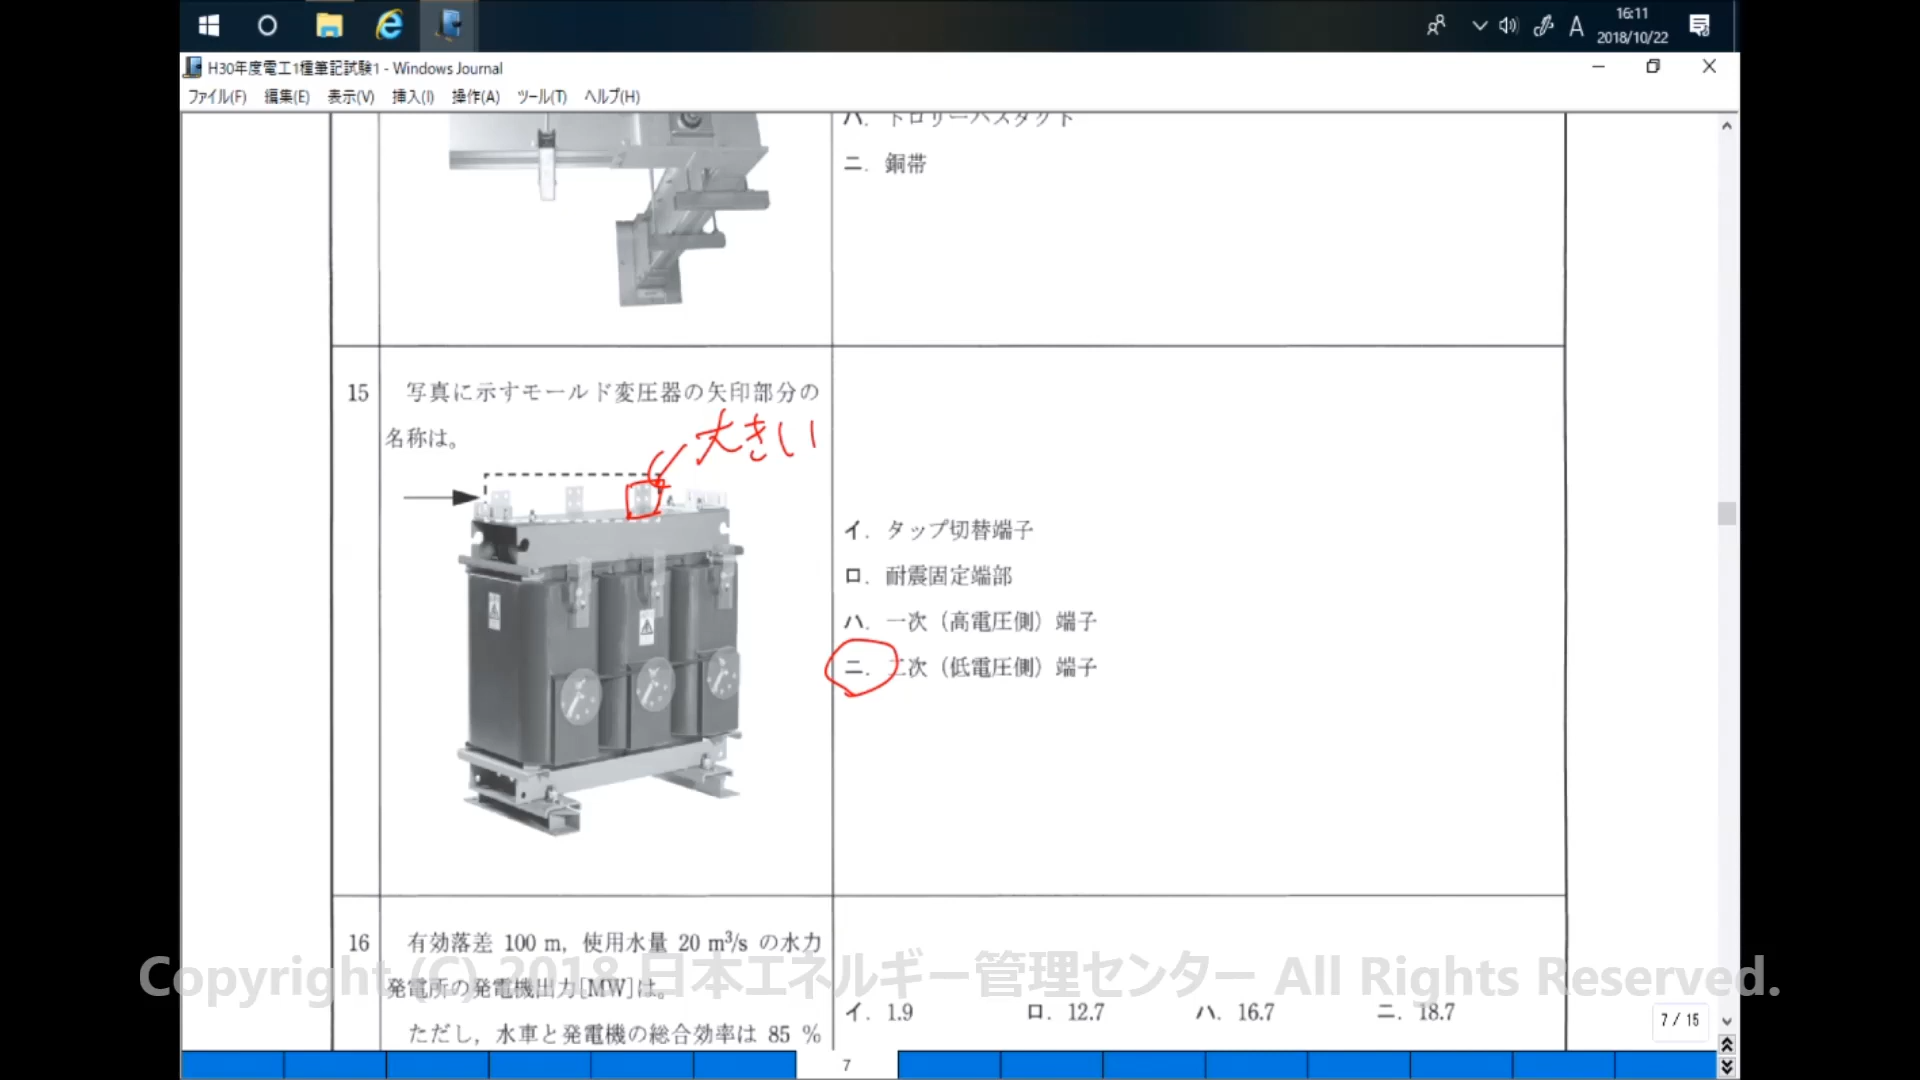 16:11
2018/10/22
H30年度電工1種筆記試験1 - Windows Journal
ファイル(F) 編集(E) 表示(V) 挿入(I) 操作(A) ツール(T) ヘルプ(H)
ハ. トロリーバスダクト
ニ. 銅帯
15 写真に示すモールド変圧器の矢印部分の
名称は。
大きい
イ. タップ切替端子
ロ. 耐震固定端部
ハ. 一次（高電圧側）端子
ニ. 二次（低電圧側）端子
16 有効落差 100 m, 使用水量 20 m³/s の水力
発電所の発電機出力[MW]は。
ただし, 水車と発電機の総合効率は 85 %
イ. 1.9 ロ. 12.7 ハ. 16.7 ニ. 18.7
Copyright (C) 2018 日本エネルギー管理センター All Rights Reserved.
7 / 15
7